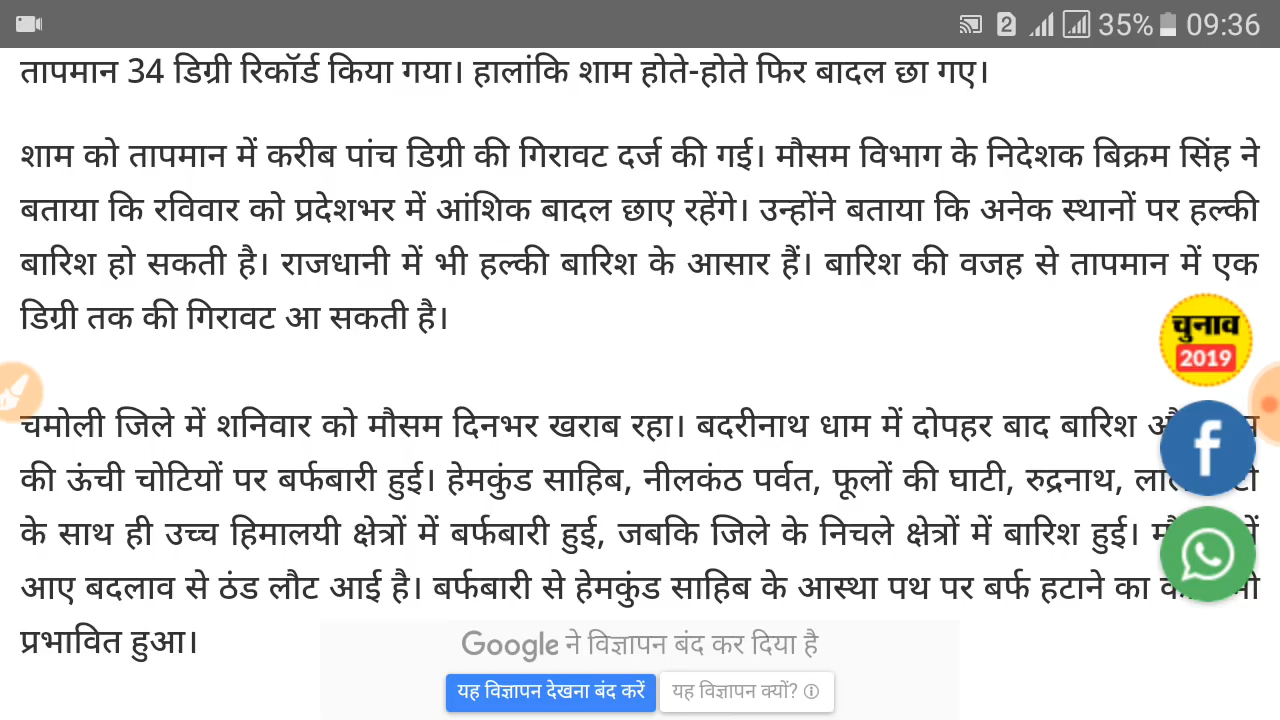 2 35% 09:36
तापमान 34 डिग्री रिकॉर्ड किया गया। हालांकि शाम होते-होते फिर बादल छा गए।
शाम को तापमान में करीब पांच डिग्री की गिरावट दर्ज की गई। मौसम विभाग के निदेशक बिक्रम सिंह ने
बताया कि रविवार को प्रदेशभर में आंशिक बादल छाए रहेंगे। उन्होंने बताया कि अनेक स्थानों पर हल्की
बारिश हो सकती है। राजधानी में भी हल्की बारिश के आसार हैं। बारिश की वजह से तापमान में एक
डिग्री तक की गिरावट आ सकती है।
चुनाव
2019
चमोली जिले में शनिवार को मौसम दिनभर खराब रहा। बदरीनाथ धाम में दोपहर बाद बारिश
की ऊंची चोटियों पर बर्फबारी हुई। हेमकुंड साहिब, नीलकंठ पर्वत, फूलों की घाटी, रुद्रनाथ,
के साथ ही उच्च हिमालयी क्षेत्रों में बर्फबारी हुई, जबकि जिले के निचले क्षेत्रों में बारिश हुई।
आए बदलाव से ठंड लौट आई है। बर्फबारी से हेमकुंड साहिब के आस्था पथ पर बर्फ हटाने का
प्रभावित हुआ।
Google ने विज्ञापन बंद कर दिया है
यह विज्ञापन देखना बंद करें यह विज्ञापन क्यों?